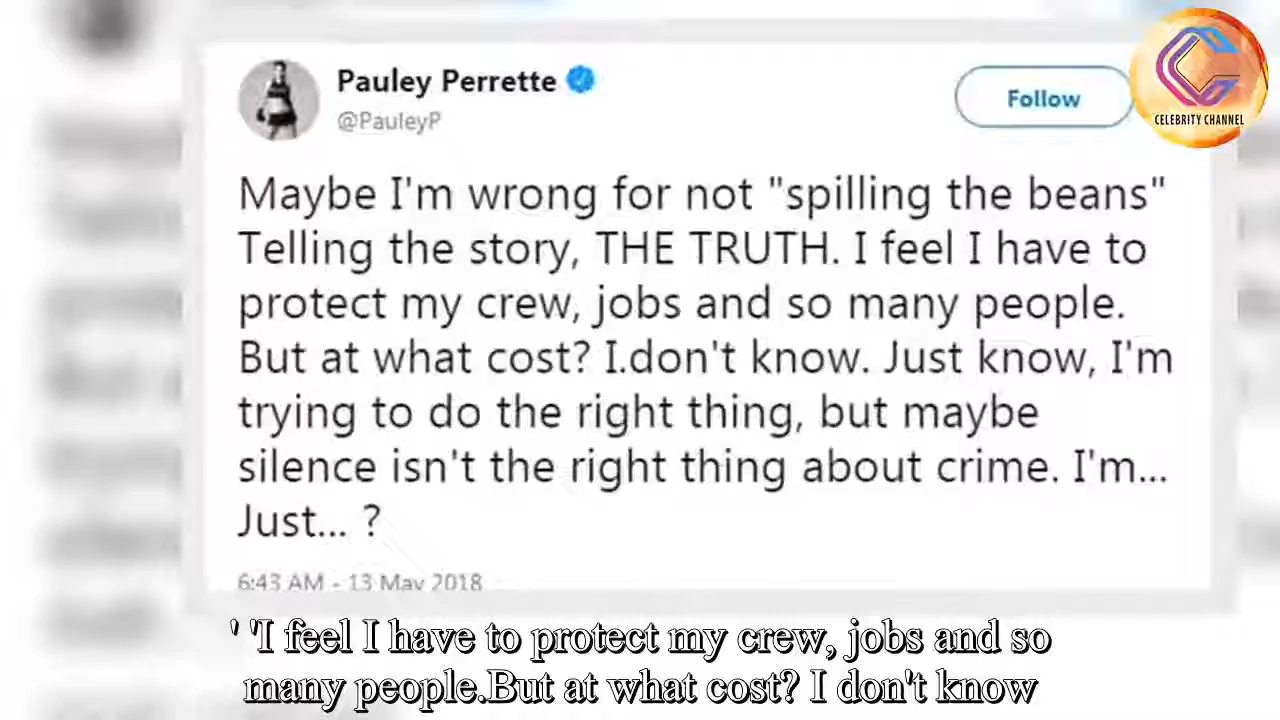 Pauley Perrette
@PauleyP
Follow
CELEBRITY CHANNEL
Maybe I'm wrong for not "spilling the beans"
Telling the story, THE TRUTH. I feel I have to
protect my crew, jobs and so many people.
But at what cost? I.don't know. Just know, I'm
trying to do the right thing, but maybe
silence isn't the right thing about crime. I'm...
Just... ?
6:43 AM - 13 May 2018
' 'I feel I have to protect my crew, jobs and so
many people.But at what cost? I don't know